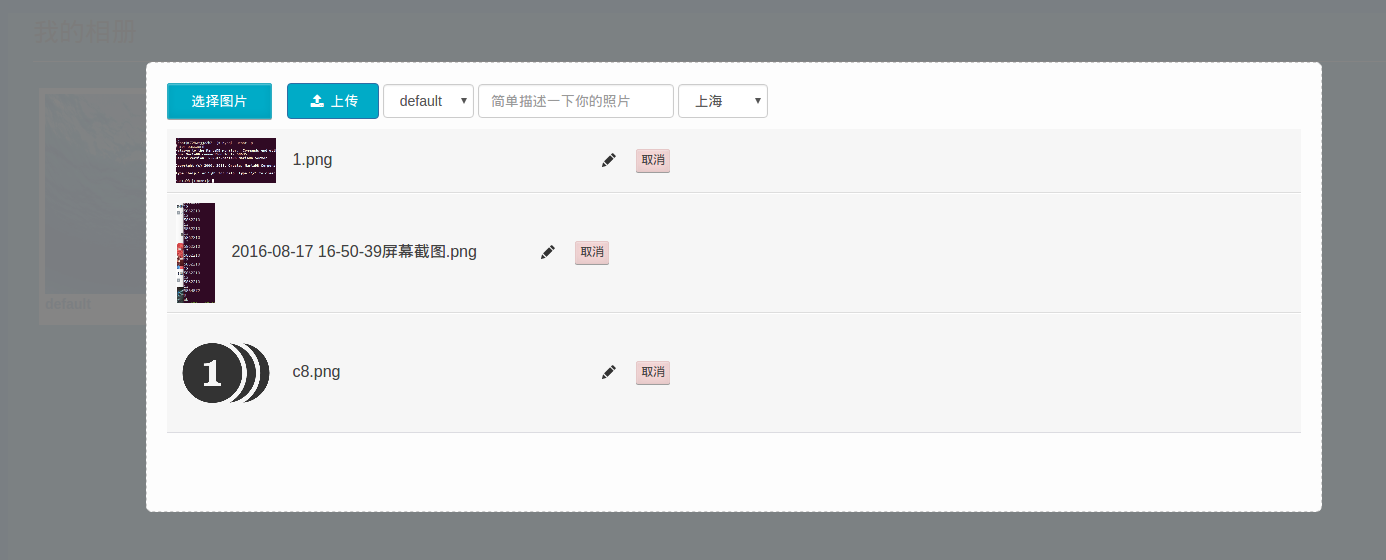 我的相册
选择图片
上传
default
简单描述一下你的照片
上海
1.png
取消
2016-08-17 16-50-39屏幕截图.png
取消
1
c8.png
取消
default